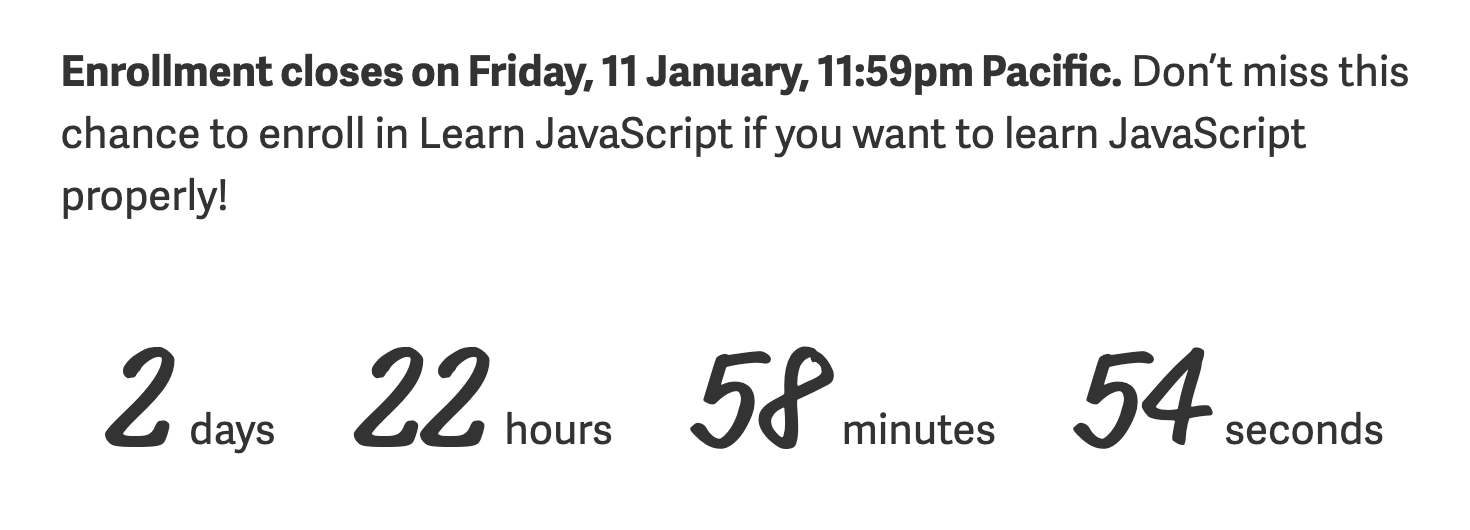 Enrollment closes on Friday, 11 January, 11:59pm Pacific. Don’t miss this
chance to enroll in Learn JavaScript if you want to learn JavaScript
properly!
2 days 22 hours 58 minutes 54 seconds